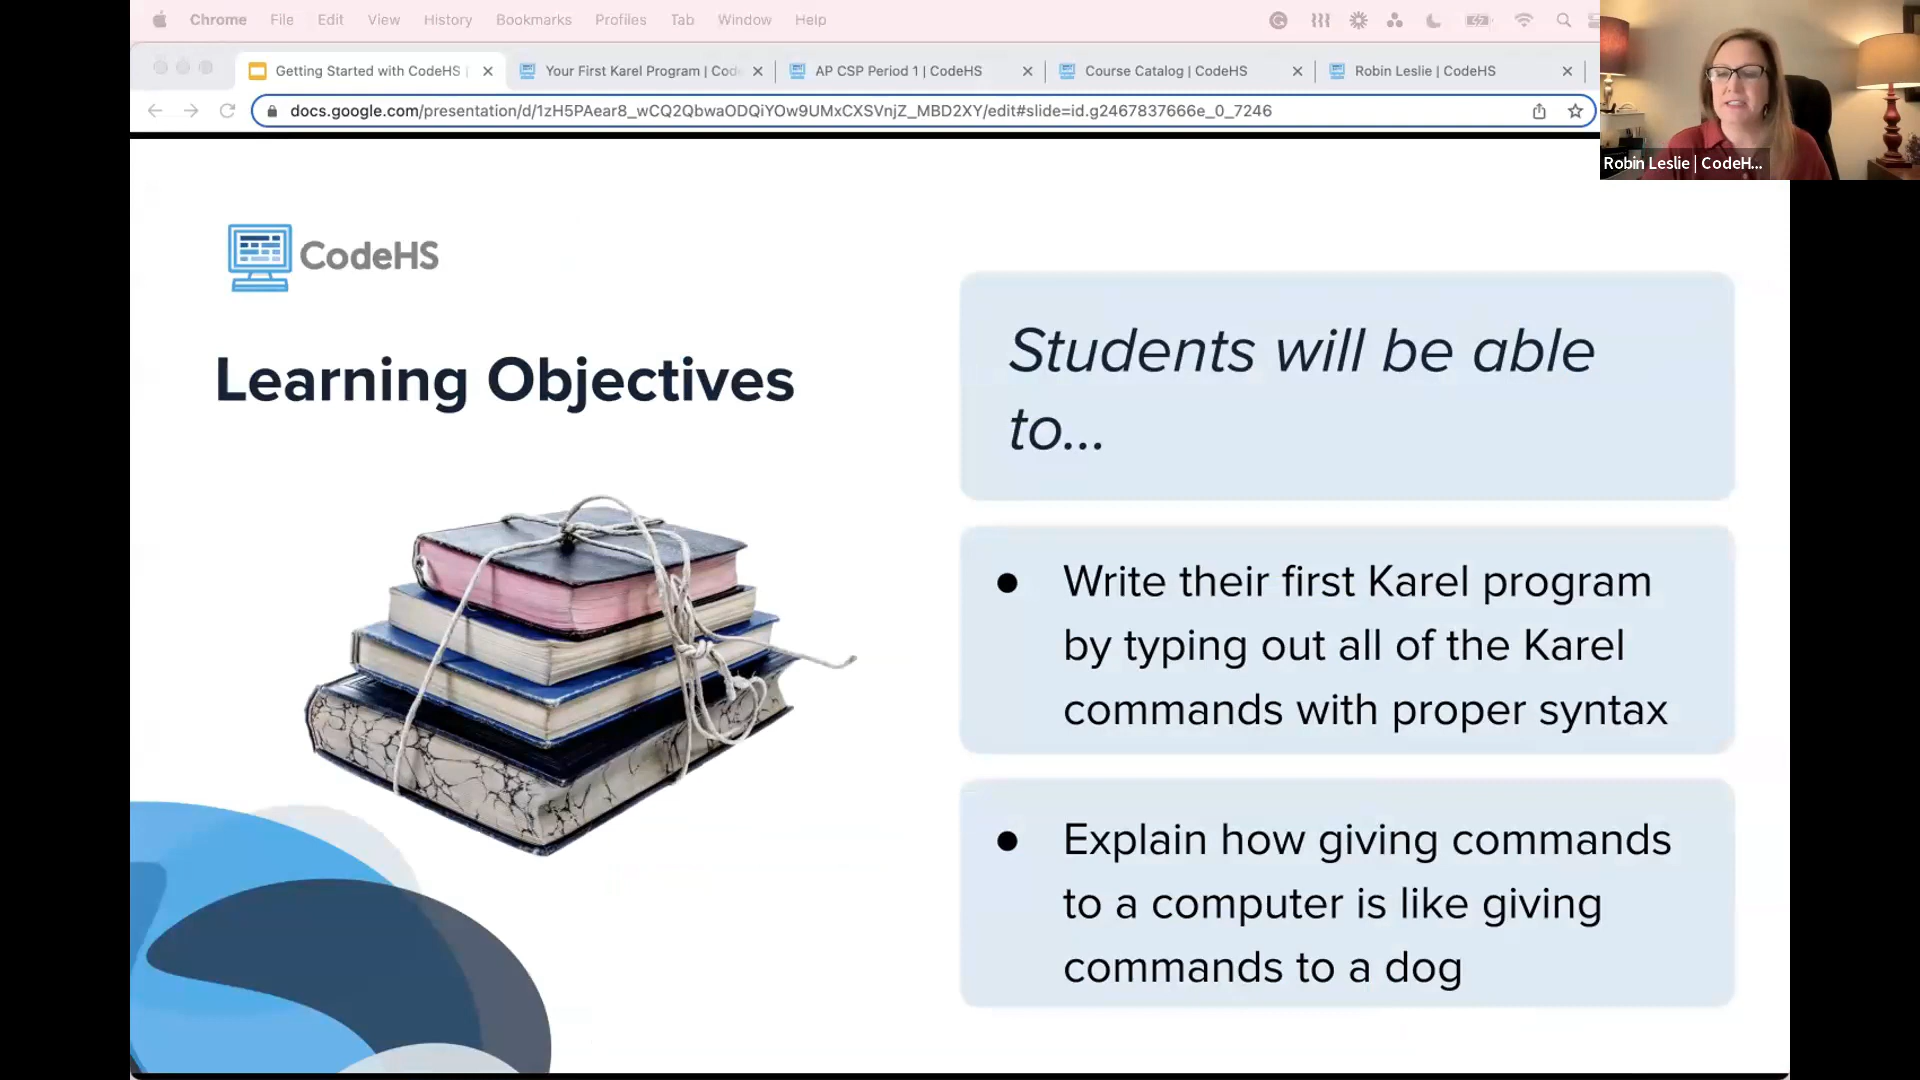 Chrome File Edit View History Bookmarks Profiles Tab Window Help
Getting Started with CodeHS
Your First Karel Program | Cod
AP CSP Period 1 | CodeHS
Course Catalog | CodeHS
Robin Leslie | CodeHS
docs.google.com/presentation/d/1zH5PAear8_wCQ2QbwaODQiYOw9UMxCXSVnjZ_MBD2XY/edit#slide=id.g2467837666e_0_7246
Robin Leslie | CodeH...
CodeHS
Learning Objectives
Students will be able
to...
● Write their first Karel program
by typing out all of the Karel
commands with proper syntax
● Explain how giving commands
to a computer is like giving
commands to a dog